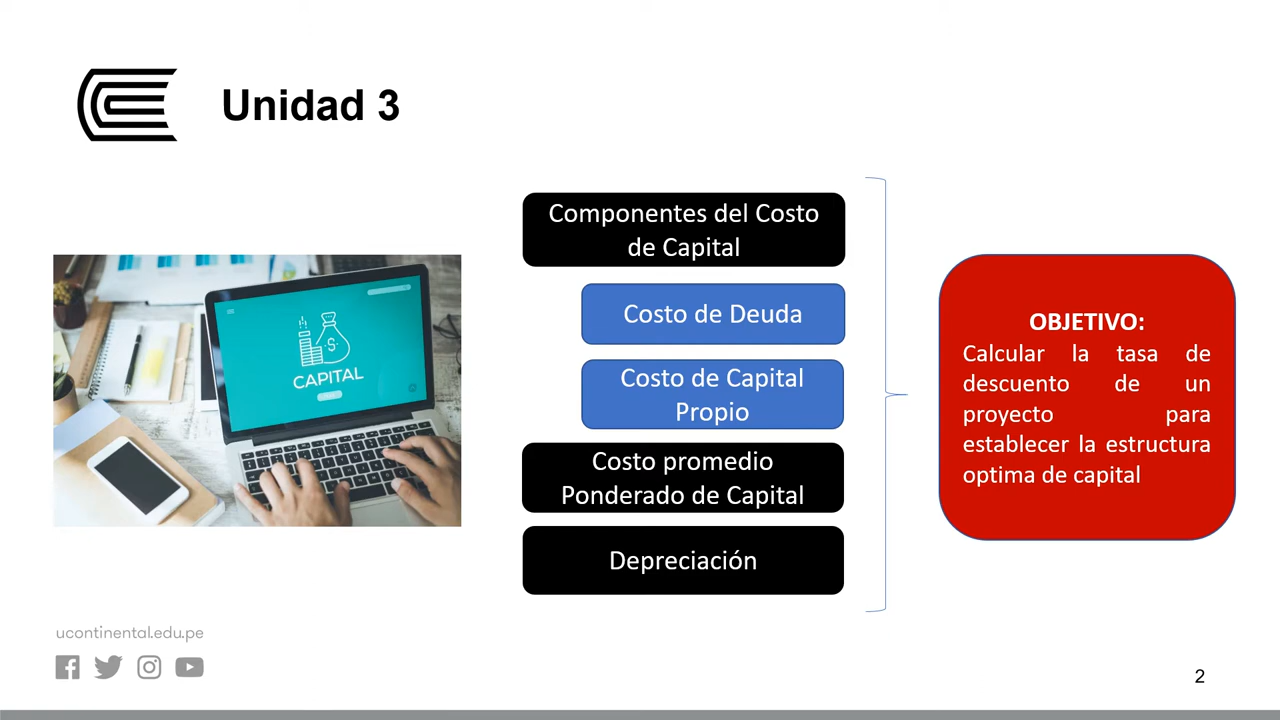 Unidad 3
CAPITAL
Componentes del Costo
de Capital
Costo de Deuda
Costo de Capital
Propio
Costo promedio
Ponderado de Capital
Depreciación
OBJETIVO:
Calcular la tasa de
descuento de un
proyecto para
establecer la estructura
optima de capital
ucontinental.edu.pe
2